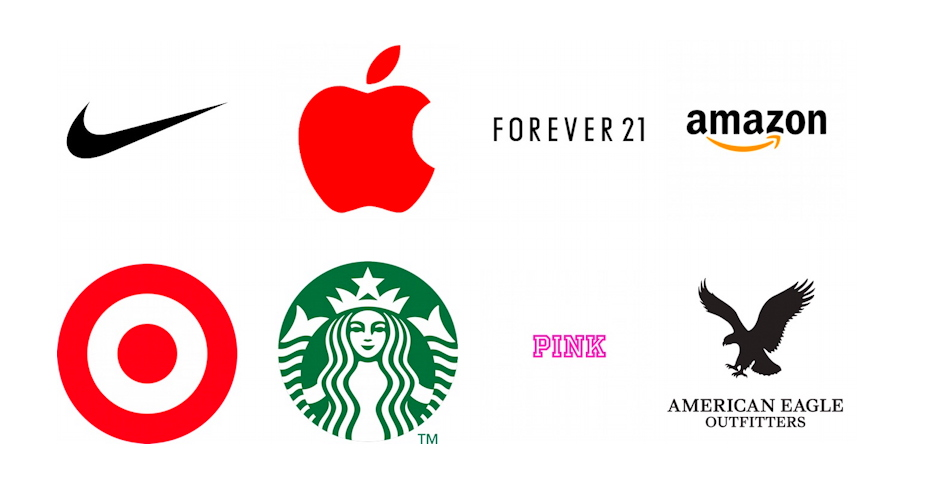 FOREVER 21
amazon
TM
PINK
AMERICAN EAGLE
OUTFITTERS